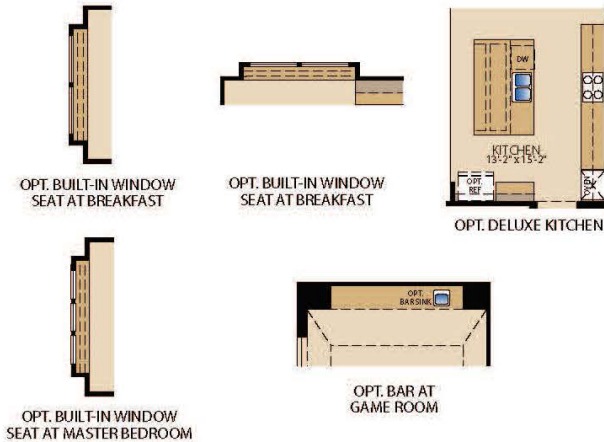 OPT. BUILT-IN WINDOW
SEAT AT BREAKFAST
OPT. BUILT-IN WINDOW
SEAT AT BREAKFAST
DW
KITCHEN
13'-2" x 15'-2"
OPT.
REF
OVEN
OPT. DELUXE KITCHEN
OPT. BUILT-IN WINDOW
SEAT AT MASTER BEDROOM
OPT.
BARSINK
OPT. BAR AT
GAME ROOM